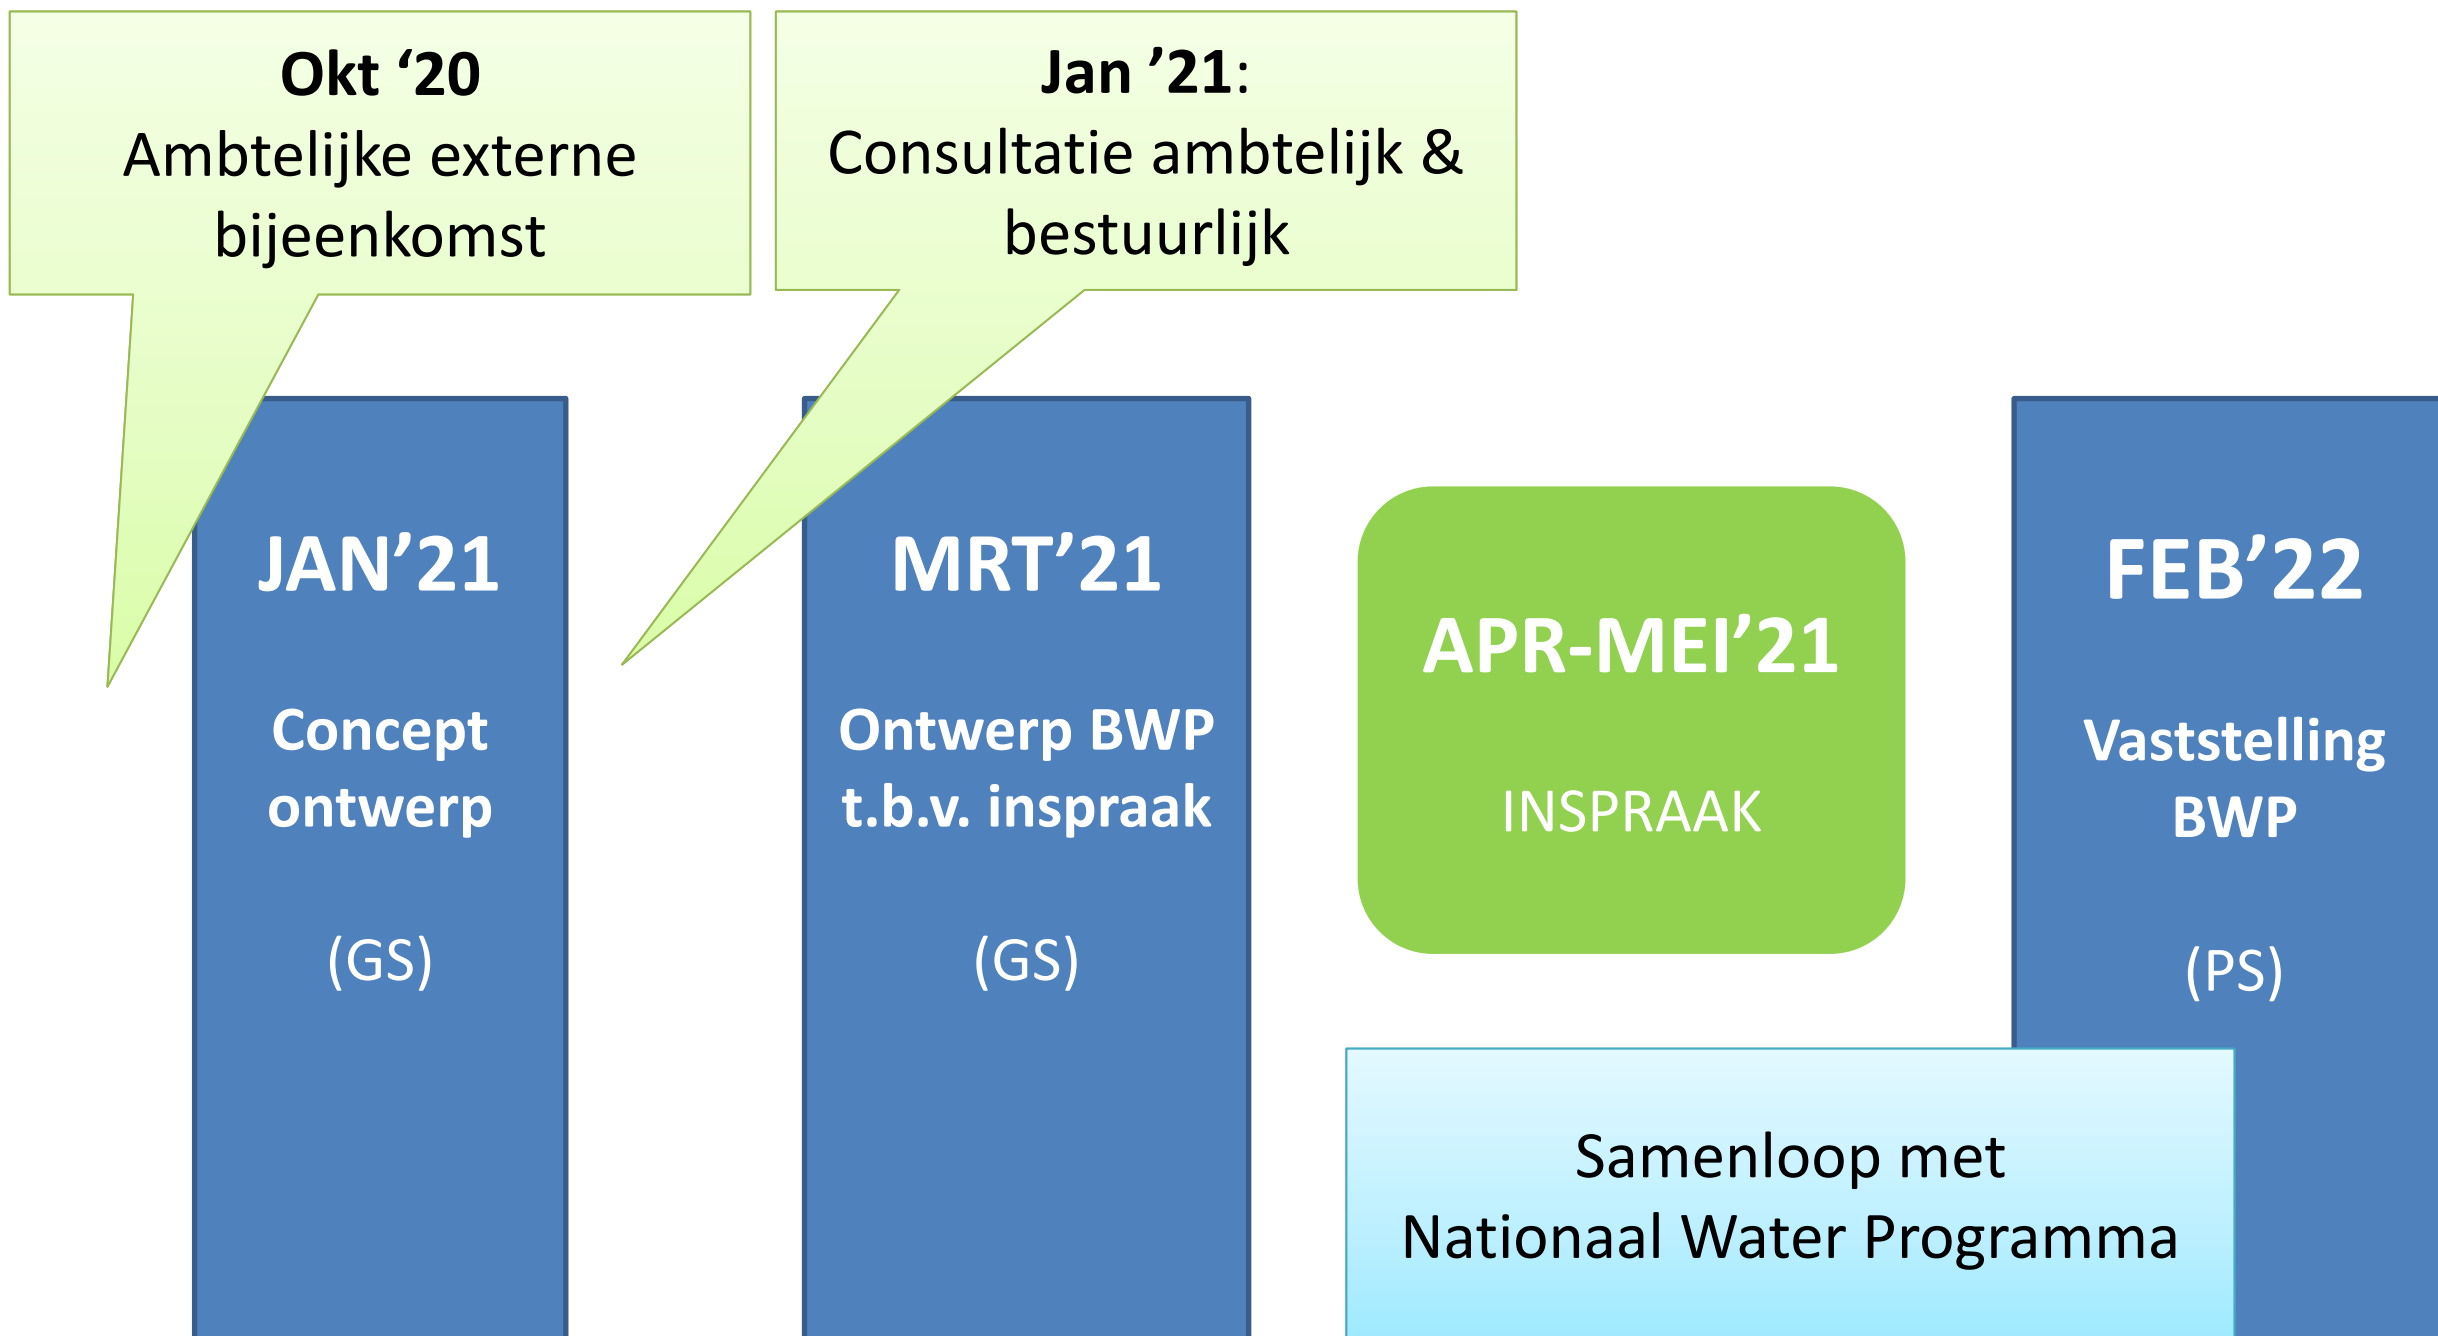 Okt ‘20
Ambtelijke externe
bijeenkomst
Jan ’21:
Consultatie ambtelijk &
bestuurlijk
JAN’21
Concept
ontwerp
(GS)
MRT’21
Ontwerp BWP
t.b.v. inspraak
(GS)
APR-MEI’21
INSPRAAK
FEB’22
Vaststelling
BWP
(PS)
Samenloop met
Nationaal Water Programma